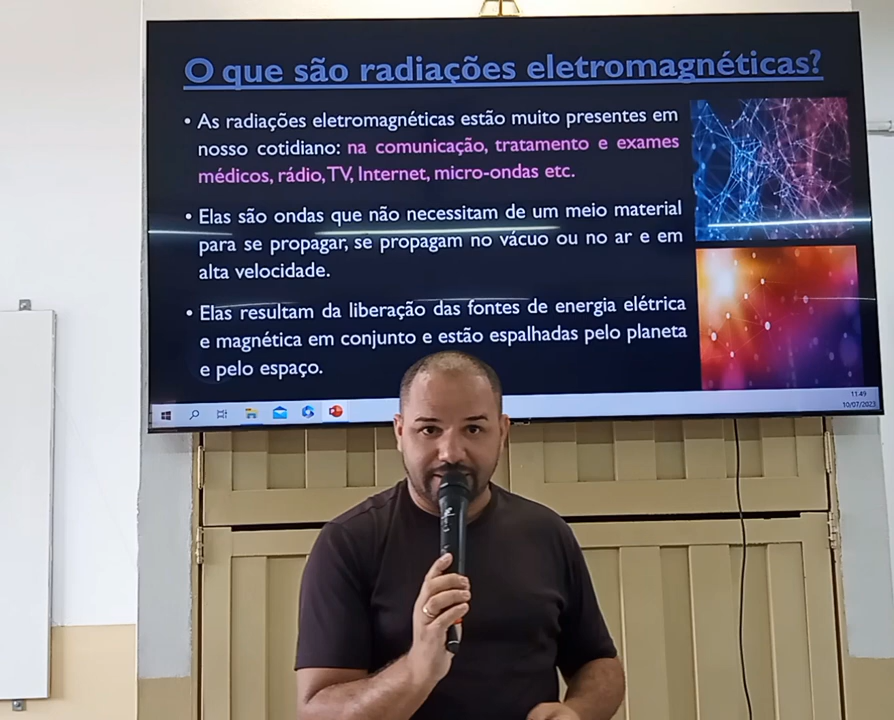 O que são radiações eletromagnéticas?
• As radiações eletromagnéticas estão muito presentes em
nosso cotidiano: na comunicação, tratamento e exames
médicos, rádio, TV, Internet, micro-ondas etc.
• Elas são ondas que não necessitam de um meio material
para se propagar, se propagam no vácuo ou no ar e em
alta velocidade.
• Elas resultam da liberação das fontes de energia elétrica
e magnética em conjunto e estão espalhadas pelo planeta
e pelo espaço.
11:49
10/07/2023